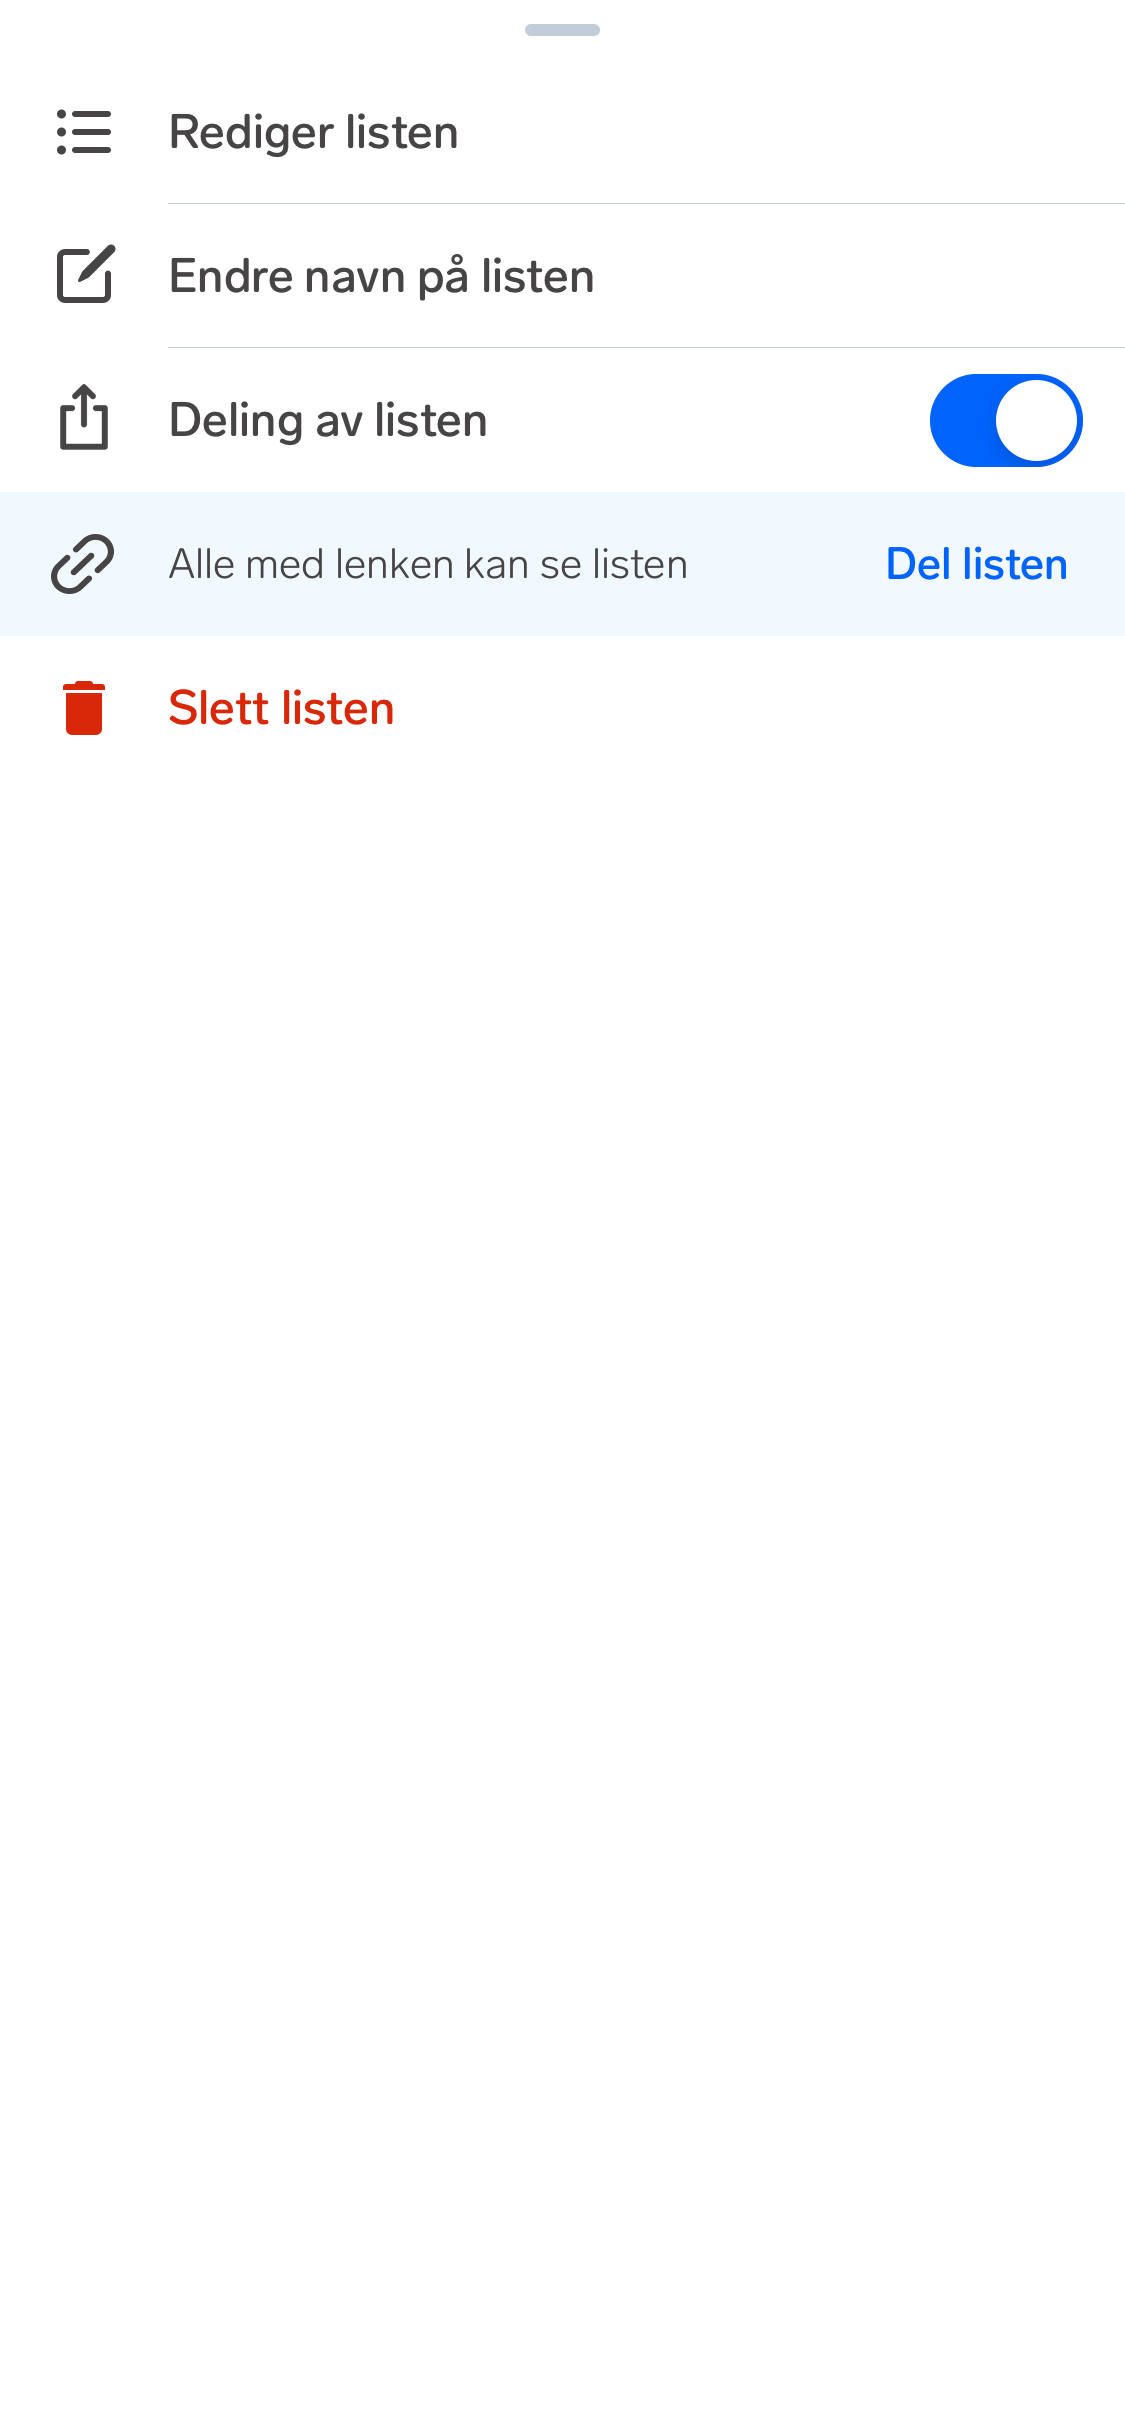 Rediger listen
Endre navn på listen
Deling av listen
Alle med lenken kan se listen
Del listen
Slett listen